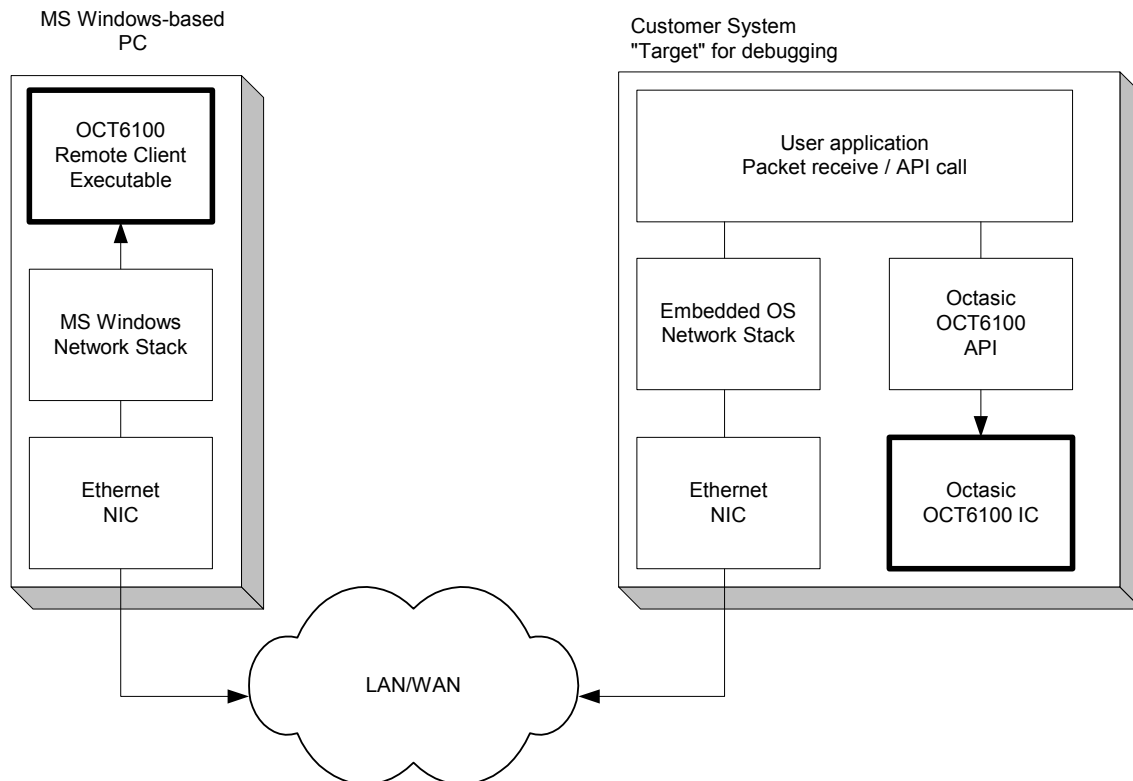 MS Windows-based
PC
OCT6100
Remote Client
Executable
MS Windows
Network Stack
Ethernet
NIC
Customer System
"Target" for debugging
User application
Packet receive / API call
Embedded OS
Network Stack
Octasic
OCT6100
API
Ethernet
NIC
Octasic
OCT6100 IC
LAN/WAN